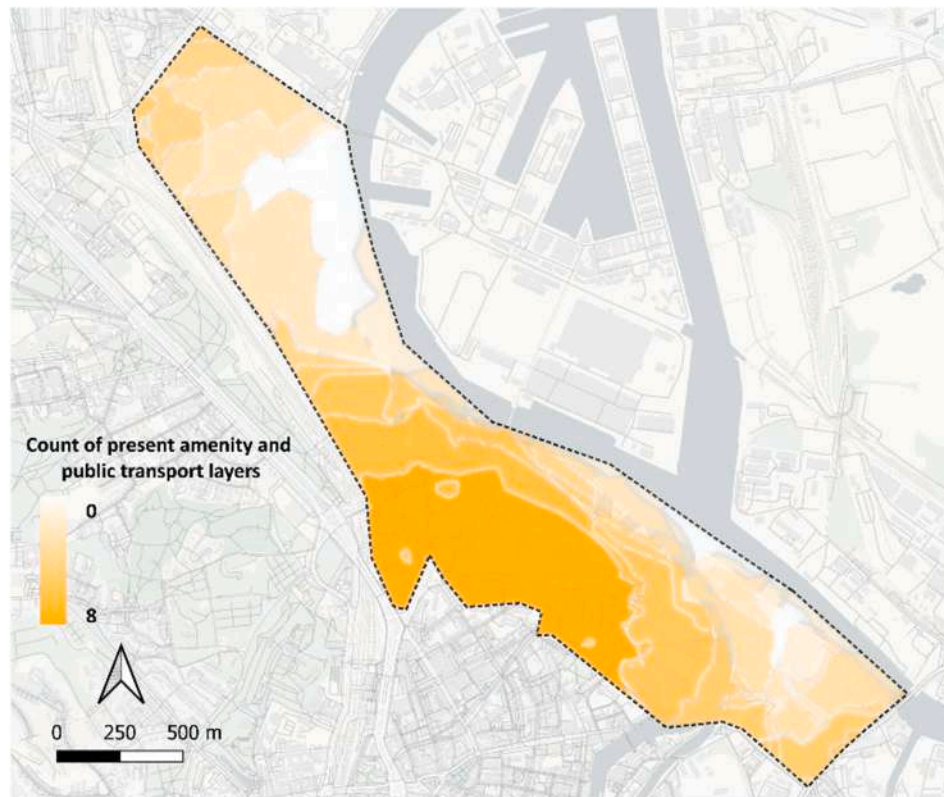 Count of present amenity and
public transport layers
0
8
0 250 500 m